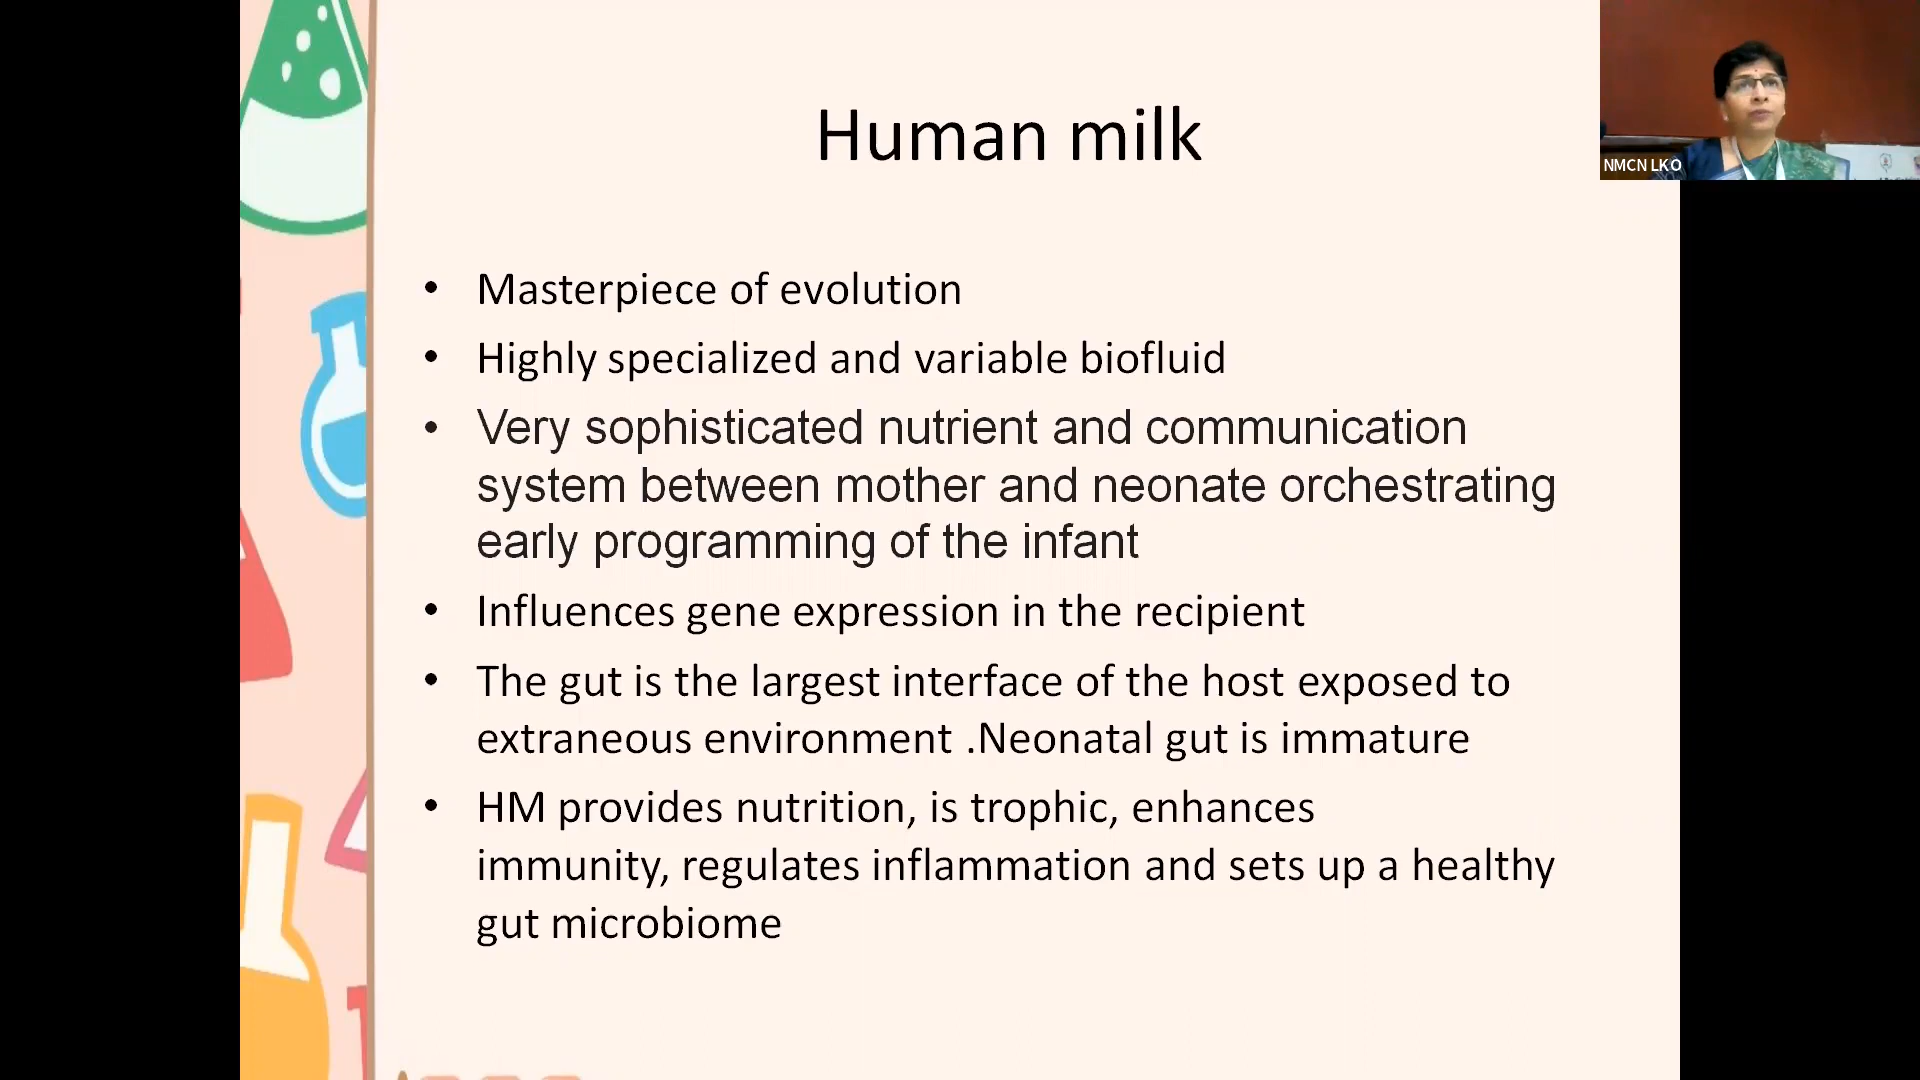 Human milk
NMCN LKO
• Masterpiece of evolution
• Highly specialized and variable biofluid
• Very sophisticated nutrient and communication
system between mother and neonate orchestrating
early programming of the infant
• Influences gene expression in the recipient
• The gut is the largest interface of the host exposed to
extraneous environment .Neonatal gut is immature
• HM provides nutrition, is trophic, enhances
immunity, regulates inflammation and sets up a healthy
gut microbiome